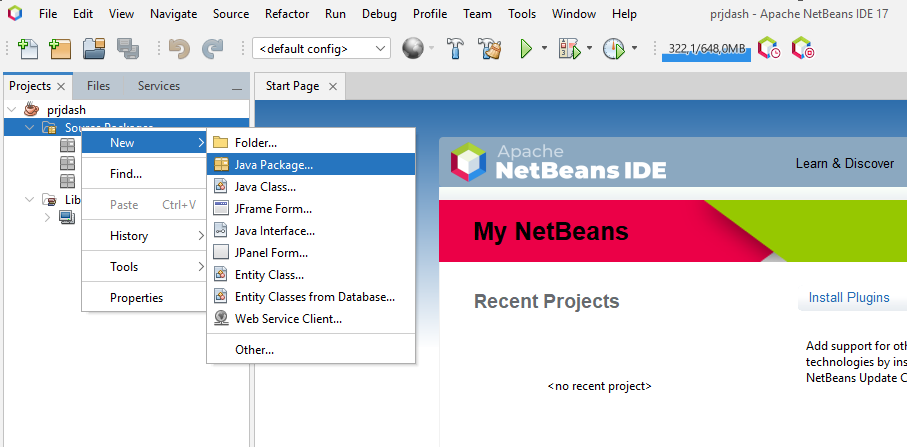 File Edit View Navigate Source Refactor Run Debug Profile Team Tools Window Help prjdash - Apache NetBeans IDE 17
<default config> 322,1/648,0MB
Projects Files Services
Start Page
prjdash
Source Packages
New
Find...
Paste Ctrl+V
History
Tools
Properties
Lib
Folder...
Java Package...
Java Class...
JFrame Form...
Java Interface...
JPanel Form...
Entity Class...
Entity Classes from Database...
Web Service Client...
Other...
Apache
NetBeans IDE
Learn & Discover
My NetBeans
Recent Projects
<no recent project>
Install Plugins
Add support for oth
technologies by ins
NetBeans Update C